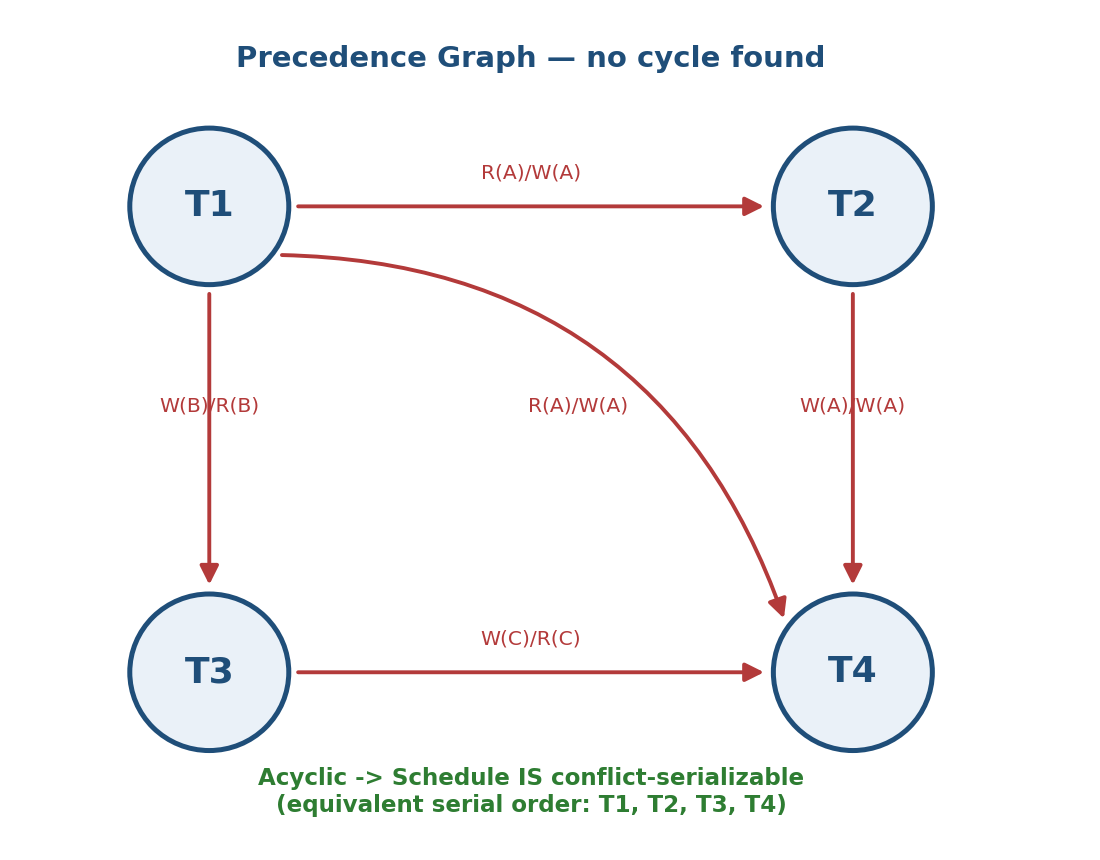 Precedence Graph — no cycle found
T1
R(A)/W(A)
T2
W(B)/R(B)
R(A)/W(A)
W(A)/W(A)
T3
W(C)/R(C)
T4
Acyclic -> Schedule IS conflict-serializable
(equivalent serial order: T1, T2, T3, T4)